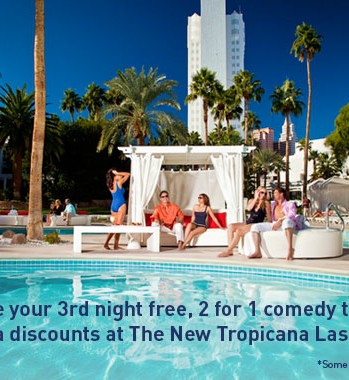 e your 3rd night free, 2 for 1 comedy t
a discounts at The New Tropicana Las
*Some